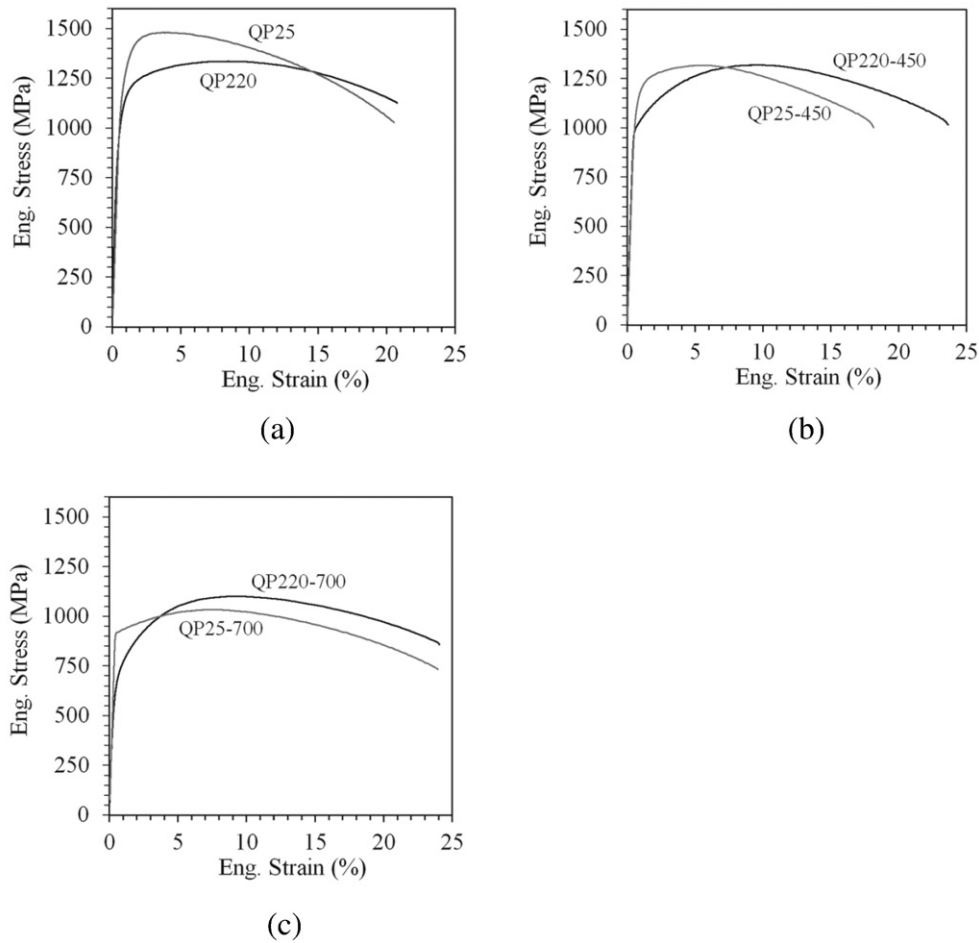 1500
1250
1000
750
500
250
0
Eng. Stress (MPa)
QP25
QP220
0 5 10 15 20 25
Eng. Strain (%)
(a)
1500
1250
1000
750
500
250
0
Eng. Stress (MPa)
QP220-450
QP25-450
0 5 10 15 20 25
Eng. Strain (%)
(b)
1500
1250
1000
750
500
250
0
Eng. Stress (MPa)
QP220-700
QP25-700
0 5 10 15 20 25
Eng. Strain (%)
(c)